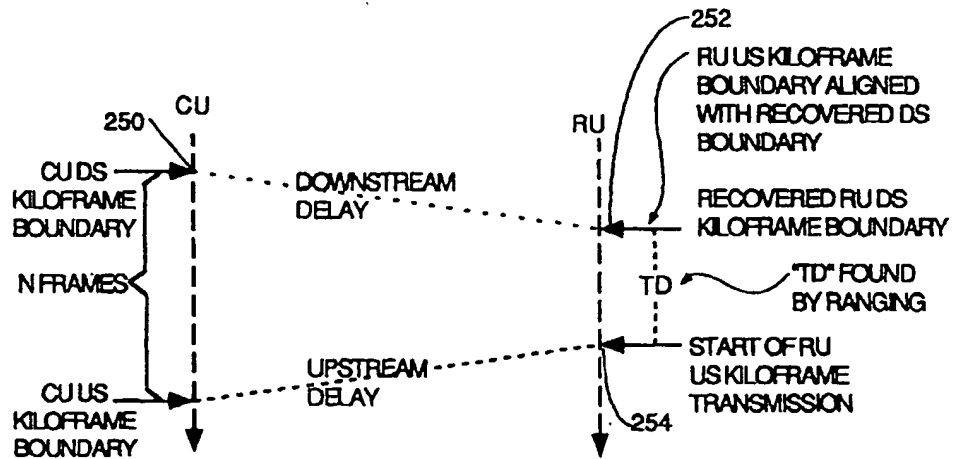 252
RU US KILOFRAME
BOUNDARY ALIGNED
WITH RECOVERED DS
BOUNDARY
CU
250
RU
CU DS
KILOFRAME
BOUNDARY
DOWNSTREAM
DELAY
RECOVERED RU DS
KILOFRAME BOUNDARY
N FRAMES
TD
"TD" FOUND
BY RANGING
UPSTREAM
DELAY
START OF RU
US KILOFRAME
TRANSMISSION
CU US
KILOFRAME
BOUNDARY
254